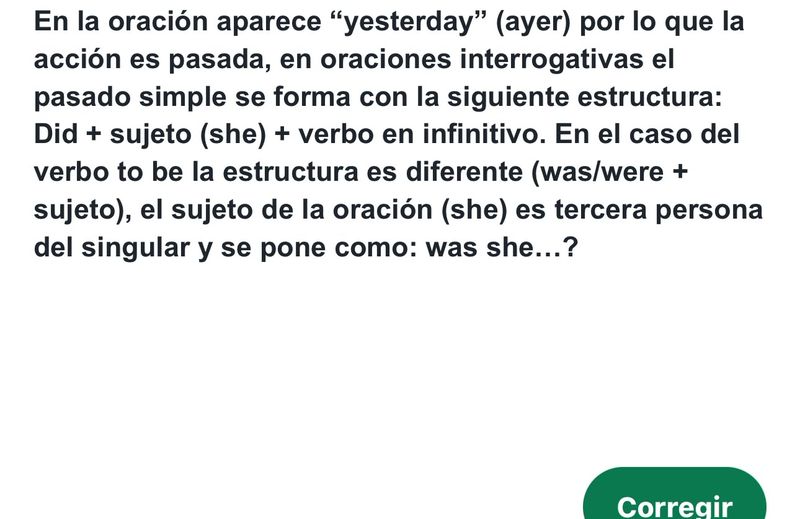 En la oración aparece “yesterday” (ayer) por lo que la
acción es pasada, en oraciones interrogativas el
pasado simple se forma con la siguiente estructura:
Did + sujeto (she) + verbo en infinitivo. En el caso del
verbo to be la estructura es diferente (was/were +
sujeto), el sujeto de la oración (she) es tercera persona
del singular y se pone como: was she…?
Corregir